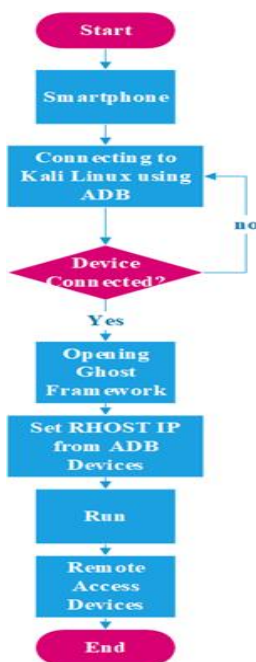 Start
Smartphone
Connecting to
Kali Linux using
ADB
no
Device
Connected?
Yes
Opening
Ghost
Framework
Set RHOST IP
from ADB
Devices
Run
Remote
Access
Devices
End